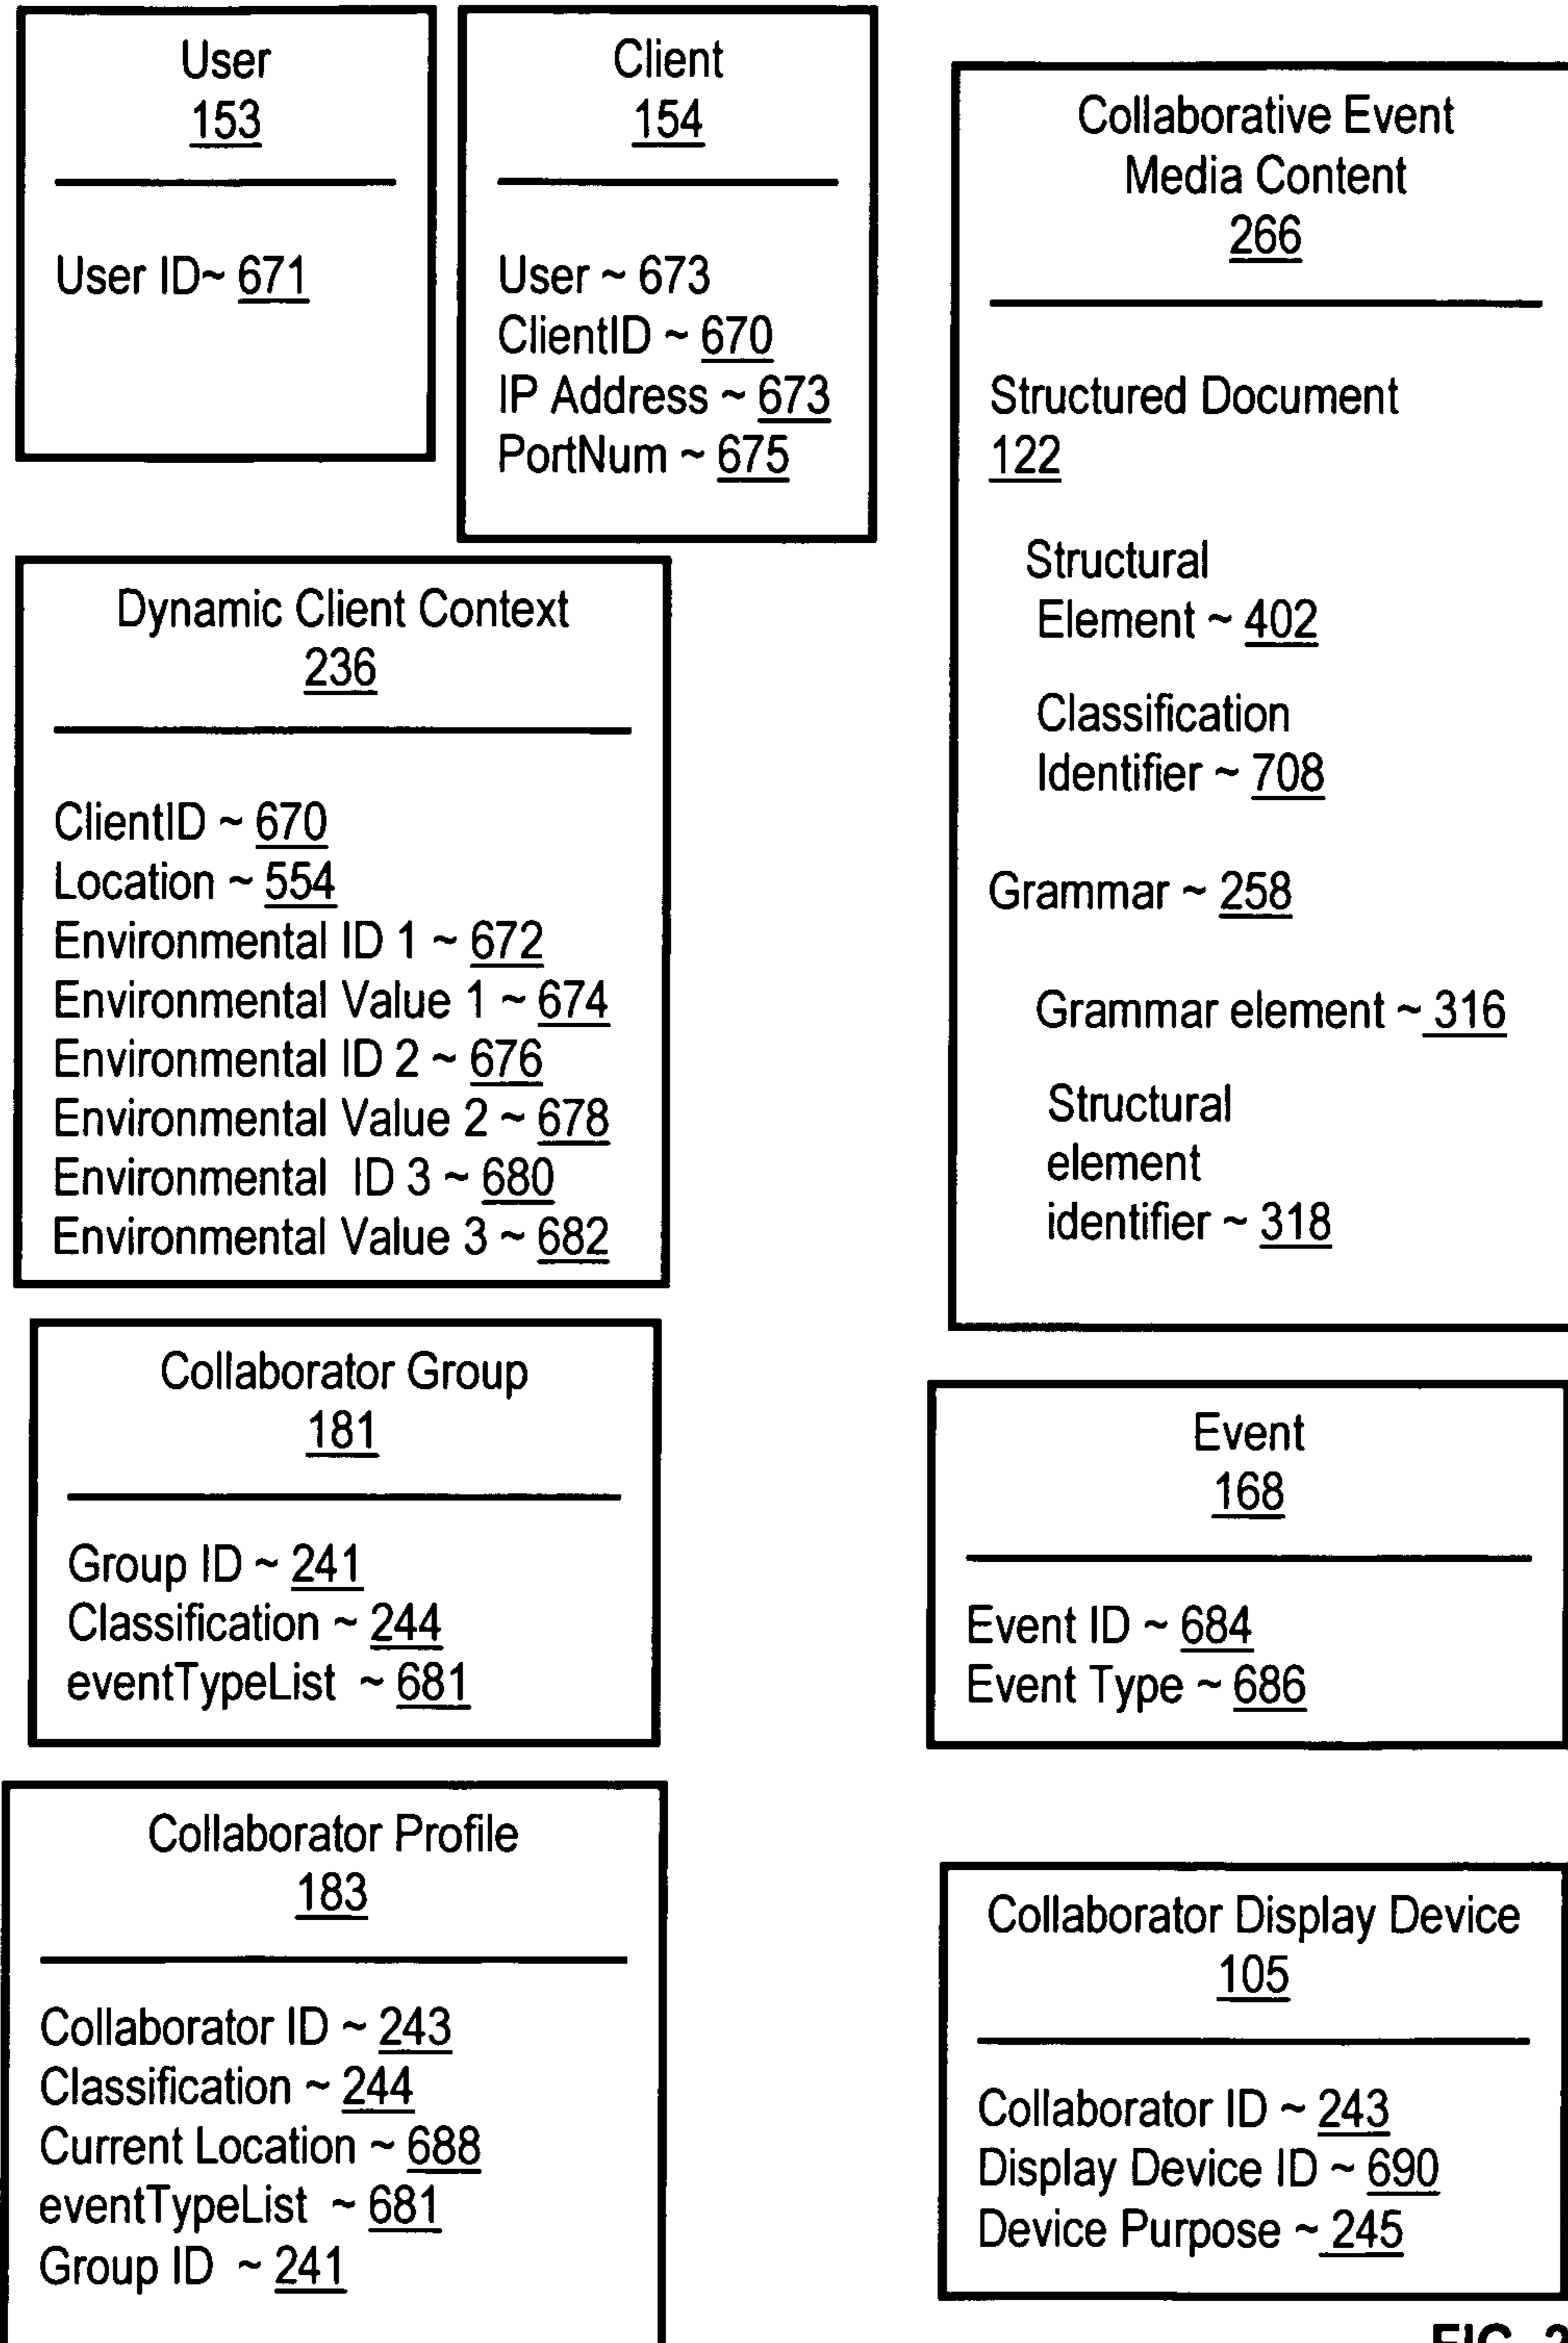 User
153
User ID~ 671
Client
154
User ~ 673
ClientID ~ 670
IP Address ~ 673
PortNum ~ 675
Dynamic Client Context
236
ClientID ~ 670
Location ~ 554
Environmental ID 1 ~ 672
Environmental Value 1 ~ 674
Environmental ID 2 ~ 676
Environmental Value 2 ~ 678
Environmental ID 3 ~ 680
Environmental Value 3 ~ 682
Collaborator Group
181
Group ID ~ 241
Classification ~ 244
eventTypeList ~ 681
Collaborator Profile
183
Collaborator ID ~ 243
Classification ~ 244
Current Location ~ 688
eventTypeList ~ 681
Group ID ~ 241
Collaborative Event
Media Content
266
Structured Document
122
Structural
Element ~ 402
Classification
Identifier ~ 708
Grammar ~ 258
Grammar element ~ 316
Structural
element
identifier ~ 318
Event
168
Event ID ~ 684
Event Type ~ 686
Collaborator Display Device
105
Collaborator ID ~ 243
Display Device ID ~ 690
Device Purpose ~ 245
FIG.